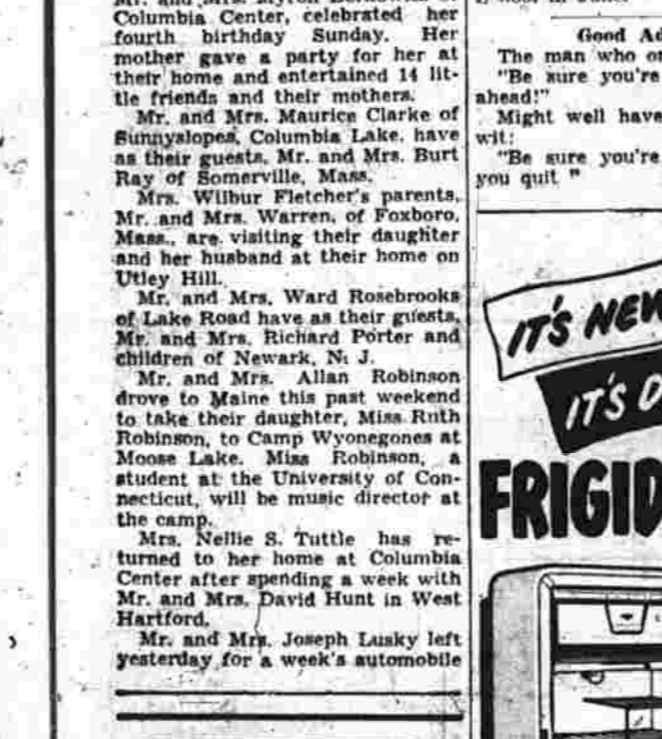 Columbia Center, celebrated her
fourth birthday Sunday. Her
mother gave a party for her at
their home and entertained 14 lit-
tle friends and their mothers.
Mr. and Mrs. Maurice Clarke of
Sunnyslopes, Columbia Lake, have
as their guests, Mr. and Mrs. Burt
Ray of Somerville, Mass.
Mrs. Wilbur Fletcher's parents,
Mr. and Mrs. Warren, of Foxboro,
Mass., are visiting their daughter
and her husband at their home on
Utley Hill.
Mr. and Mrs. Ward Rosebrooks
of Lake Road have as their guests,
Mr. and Mrs. Richard Porter and
children of Newark, N. J.
Mr. and Mrs. Allan Robinson
drove to Maine this past weekend
to take their daughter, Miss Ruth
Robinson, to Camp Wyonegones at
Moose Lake. Miss Robinson, a
student at the University of Con-
necticut, will be music director at
the camp.
Mrs. Nellie S. Tuttle has re-
turned to her home at Columbia
Center after spending a week with
Mr. and Mrs. David Hunt in West
Hartford.
Mr. and Mrs. Joseph Lusky left
yesterday for a week's automobile
Good Ad
The man who or
"Be sure you're
ahead!"
Might well have
wit:
"Be sure you're
you quit "
IT'S NEW
IT'S D
FRIGID